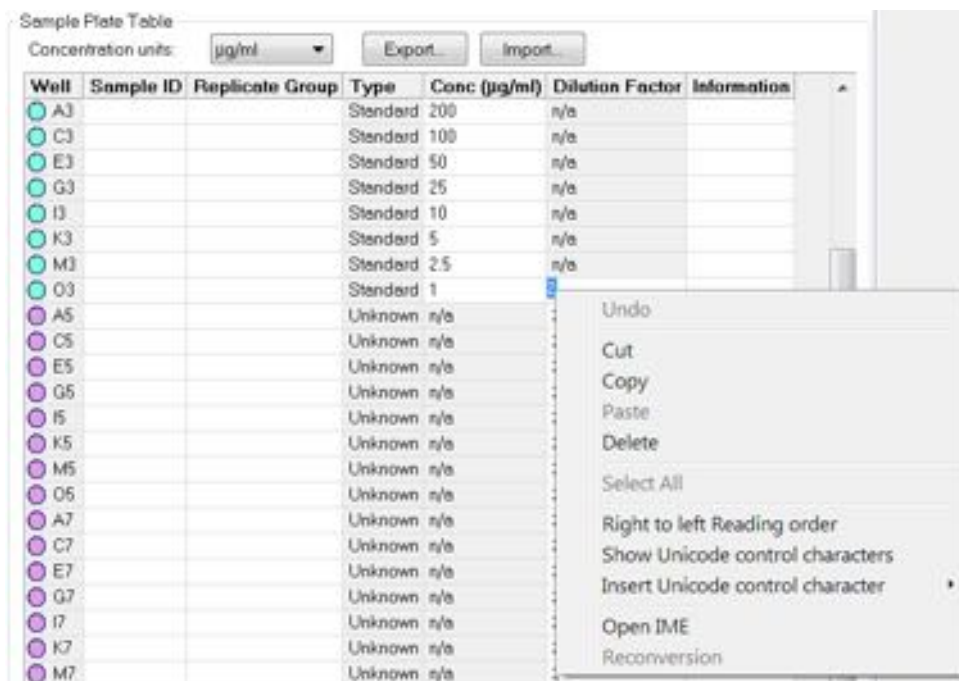 Sample Plate Table
Concentration units: µg/ml Export... Import...
Well Sample ID Replicate Group Type Conc (µg/ml) Dilution Factor Information
A3 Standard 200 n/a
C3 Standard 100 n/a
E3 Standard 50 n/a
G3 Standard 25 n/a
I3 Standard 10 n/a
K3 Standard 5 n/a
M3 Standard 2.5 n/a
O3 Standard 1
A5 Unknown n/a
C5 Unknown n/a
E5 Unknown n/a
G5 Unknown n/a
I5 Unknown n/a
K5 Unknown n/a
M5 Unknown n/a
O5 Unknown n/a
A7 Unknown n/a
C7 Unknown n/a
E7 Unknown n/a
G7 Unknown n/a
I7 Unknown n/a
K7 Unknown n/a
M7 Unknown n/a
Undo
Cut
Copy
Paste
Delete
Select All
Right to left Reading order
Show Unicode control characters
Insert Unicode control character
Open IME
Reconversion